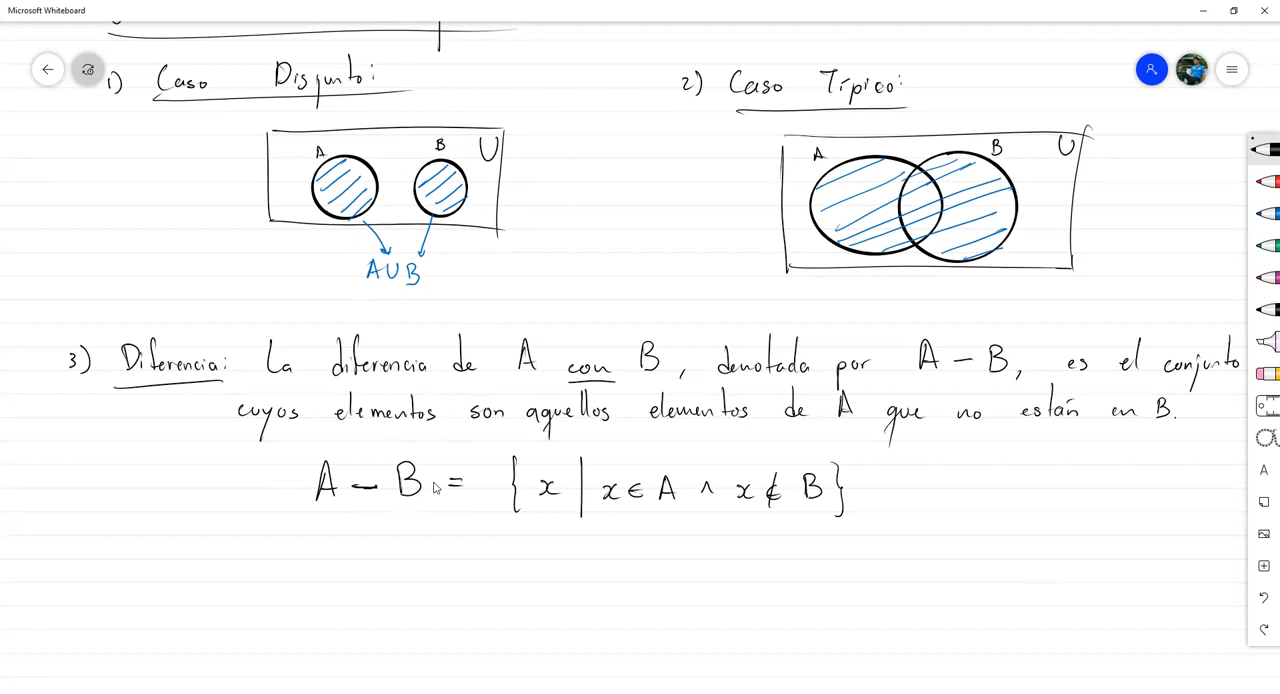 Microsoft Whiteboard
1) Caso Disjunto:
2) Caso Típico:
A B U
A B U
A∪B
3) Diferencia: La diferencia de A con B, denotada por A - B, es el conjunto
cuyos elementos son aquellos elementos de A que no están en B.
A - B = { x | x ∈ A ∧ x ∉ B}
A